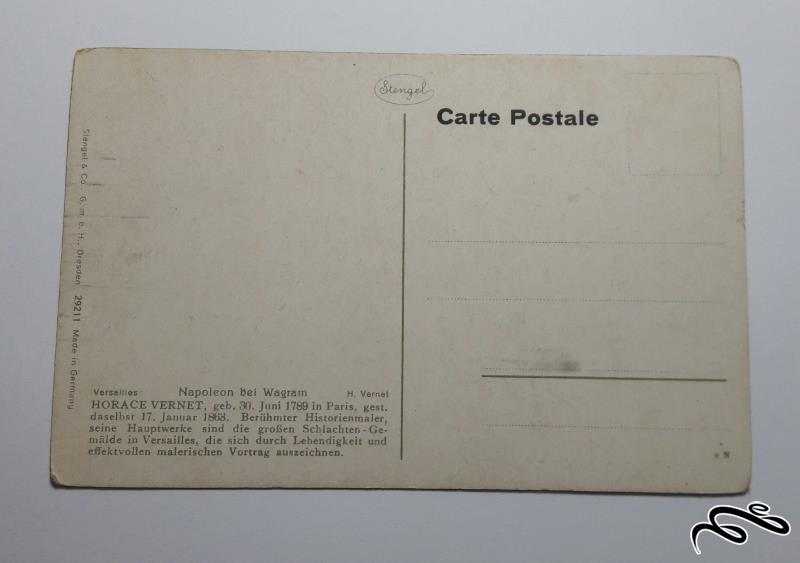 Stengel
Carte Postale
Stengel & Co. G. m. b. H., Dresden 29211 Made in Germany
Versailles Napoleon bei Wagram H. Vernet
HORACE VERNET, geb. 30. Juni 1789 in Paris, gest.
daselbst 17. Januar 1863. Berühmter Historienmaler,
seine Hauptwerke sind die großen Schlachten-Ge-
mälde in Versailles, die sich durch Lebendigkeit und
effektvollen malerischen Vortrag auszeichnen.